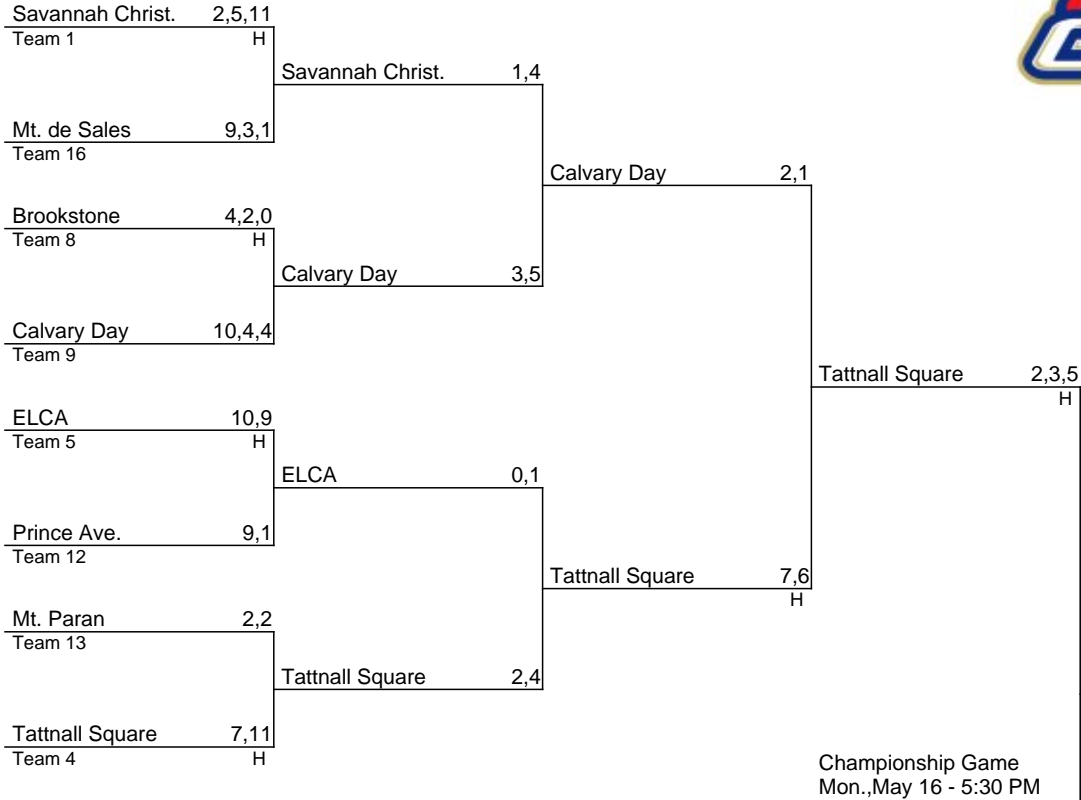 Savannah Christ. 2,5,11
Team 1 H
Savannah Christ. 1,4
Mt. de Sales 9,3,1
Team 16
Calvary Day 2,1
Brookstone 4,2,0
Team 8 H
Calvary Day 3,5
Calvary Day 10,4,4
Team 9
Tattnall Square 2,3,5
H
ELCA 10,9
Team 5 H
ELCA 0,1
Prince Ave. 9,1
Team 12
Tattnall Square 7,6
H
Mt. Paran 2,2
Team 13
Tattnall Square 2,4
Tattnall Square 7,11
Team 4 H
Championship Game
Mon.,May 16 - 5:30 PM